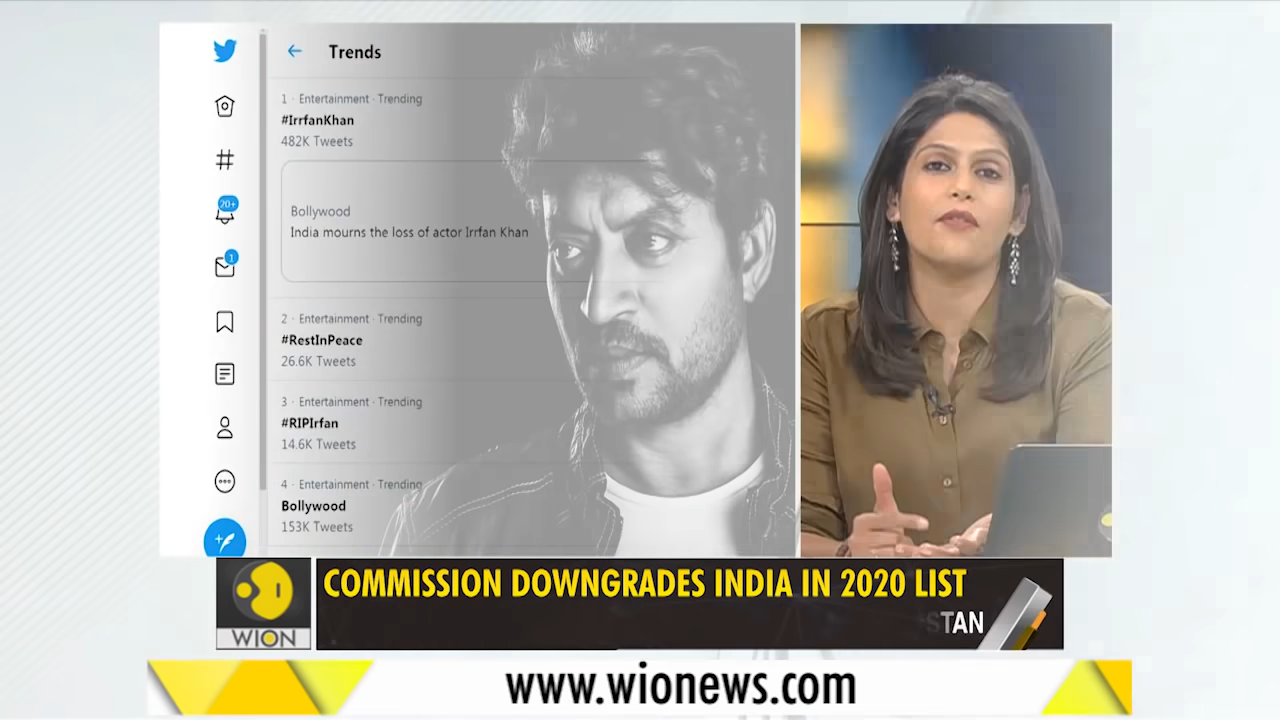 Trends
1 · Entertainment · Trending
#IrrfanKhan
482K Tweets
Bollywood
India mourns the loss of actor Irrfan Khan
2 · Entertainment · Trending
#RestInPeace
26.6K Tweets
3 · Entertainment · Trending
#RIPIrfan
14.6K Tweets
4 · Entertainment · Trending
Bollywood
153K Tweets
20+
1
COMMISSION DOWNGRADES INDIA IN 2020 LIST
STAN
WION
www.wionews.com